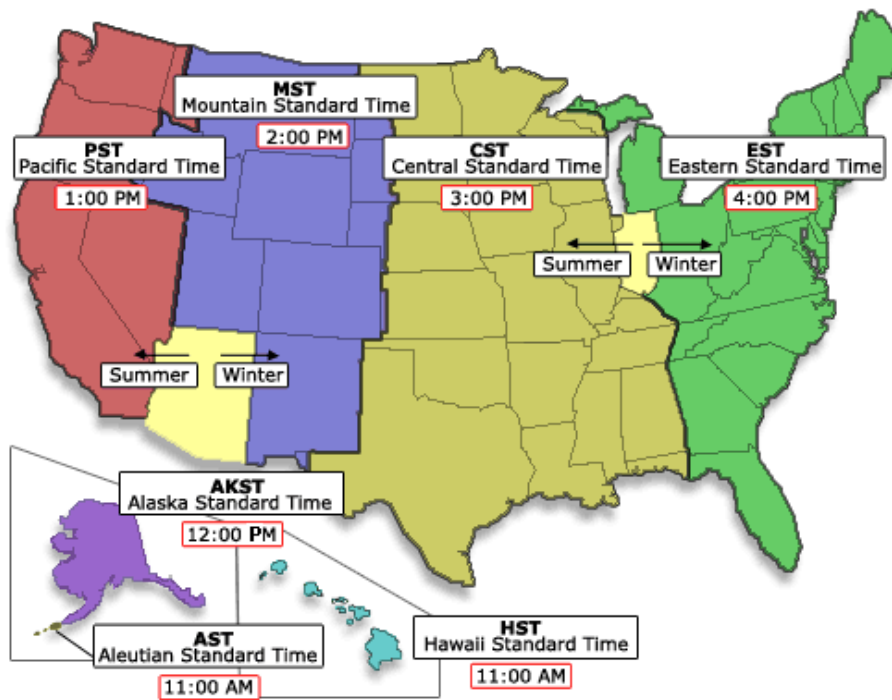 MST
Mountain Standard Time
2:00 PM
PST
Pacific Standard Time
1:00 PM
CST
Central Standard Time
3:00 PM
EST
Eastern Standard Time
4:00 PM
Summer
Winter
Summer
Winter
AKST
Alaska Standard Time
12:00 PM
AST
Aleutian Standard Time
11:00 AM
HST
Hawaii Standard Time
11:00 AM